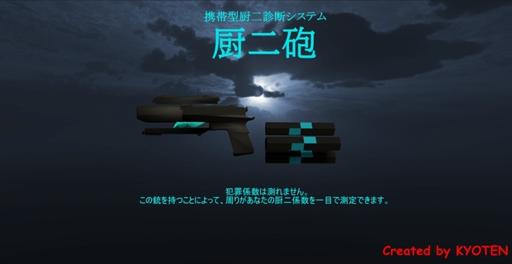 携帯型厨二診断システム
厨二砲
犯罪係数は測れません。
この銃を持つことによって、周りがあなたの厨二係数を一目で測定できます。
Created by KYOTEN